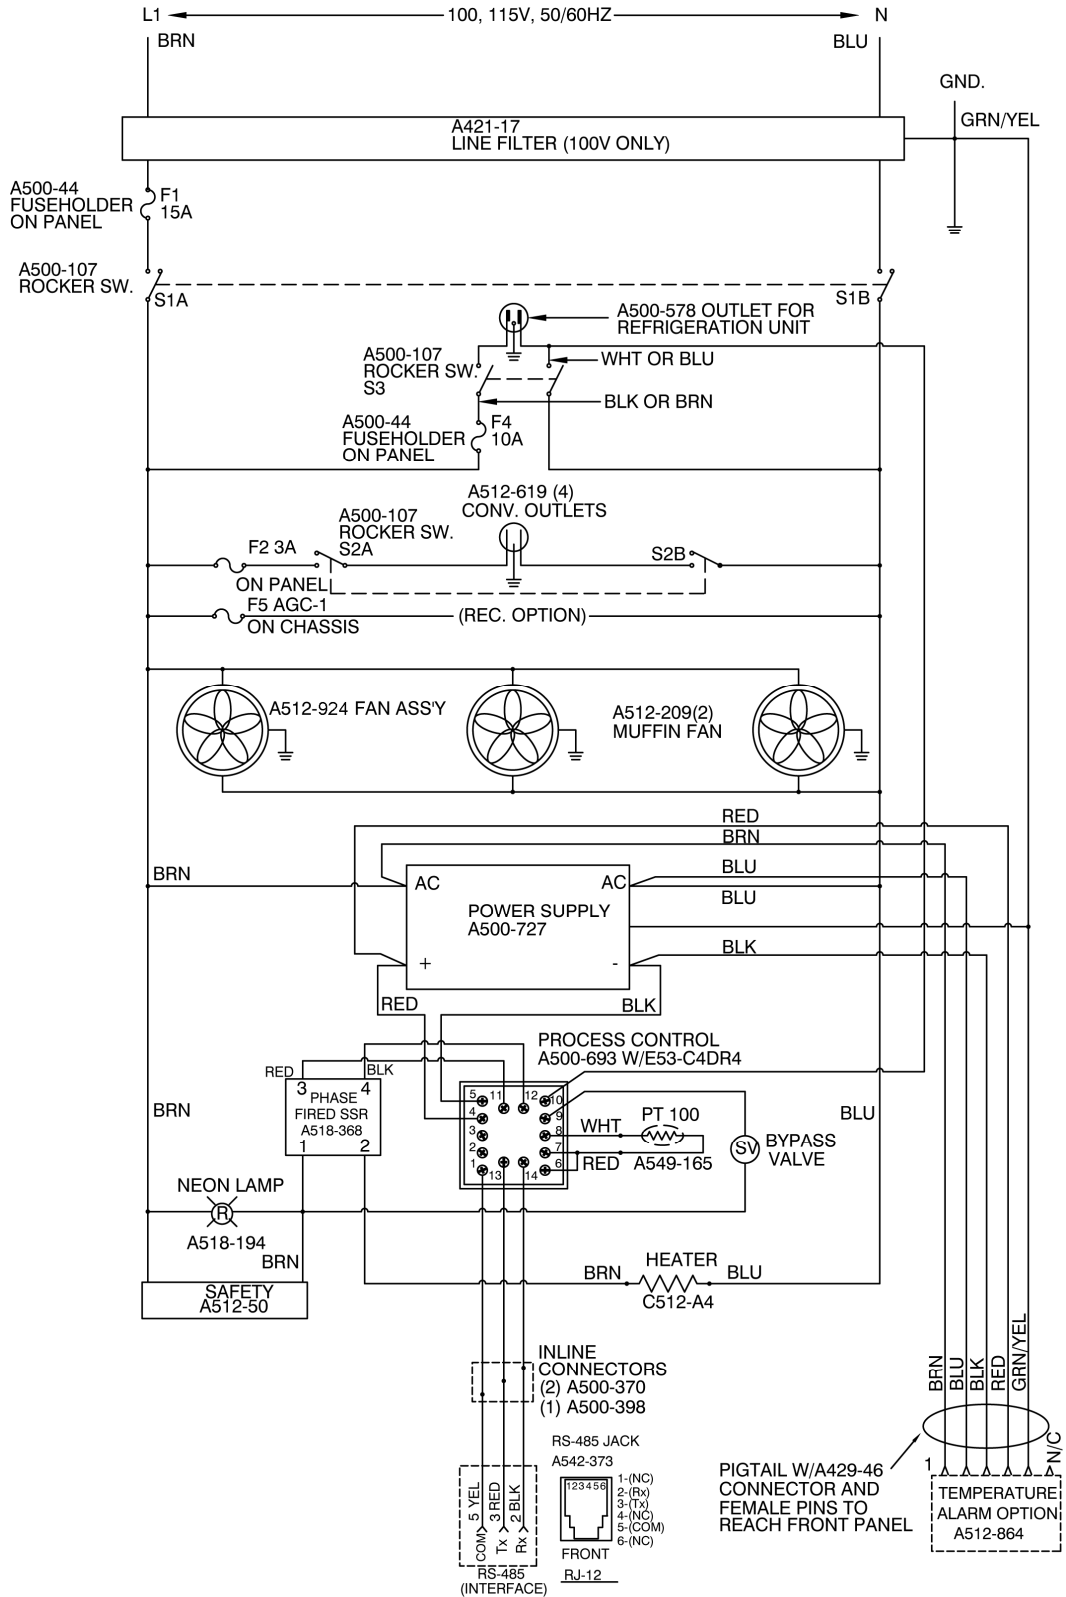 L1
100, 115V, 50/60HZ
N
BRN
BLU
GND.
GRN/YEL
A421-17
LINE FILTER (100V ONLY)
A500-44
FUSEHOLDER
ON PANEL
F1
15A
A500-107
ROCKER SW.
S1A
S1B
A500-578 OUTLET FOR
REFRIGERATION UNIT
A500-107
ROCKER SW.
S3
WHT OR BLU
BLK OR BRN
A500-44
FUSEHOLDER
ON PANEL
F4
10A
A512-619 (4)
CONV. OUTLETS
A500-107
ROCKER SW.
S2A
F2 3A
ON PANEL
S2B
F5 AGC-1
ON CHASSIS
(REC. OPTION)
A512-924 FAN ASS'Y
A512-209(2)
MUFFIN FAN
RED
BRN
BLU
BLU
BRN
AC
AC
POWER SUPPLY
A500-727
+
-
BLK
RED
BLK
PROCESS CONTROL
A500-693 W/E53-C4DR4
RED
BLK
3
4
PHASE
FIRED SSR
A518-368
1
2
5
11
12
10
4
9
3
8
2
7
1
13
14
6
BRN
BLU
WHT
PT 100
RED
A549-165
SV
BYPASS
VALVE
NEON LAMP
R
A518-194
BRN
SAFETY
A512-50
BRN
HEATER
BLU
C512-A4
INLINE
CONNECTORS
(2) A500-370
(1) A500-398
RS-485 JACK
A542-373
123456
1-(NC)
2-(Rx)
3-(Tx)
4-(NC)
5-(COM)
6-(NC)
FRONT
RJ-12
5 YEL
3 RED
2 BLK
COM
Tx
Rx
RS-485
(INTERFACE)
BRN
BLU
BLK
RED
GRN/YEL
N/C
1
PIGTAIL W/A429-46
CONNECTOR AND
FEMALE PINS TO
REACH FRONT PANEL
TEMPERATURE
ALARM OPTION
A512-864